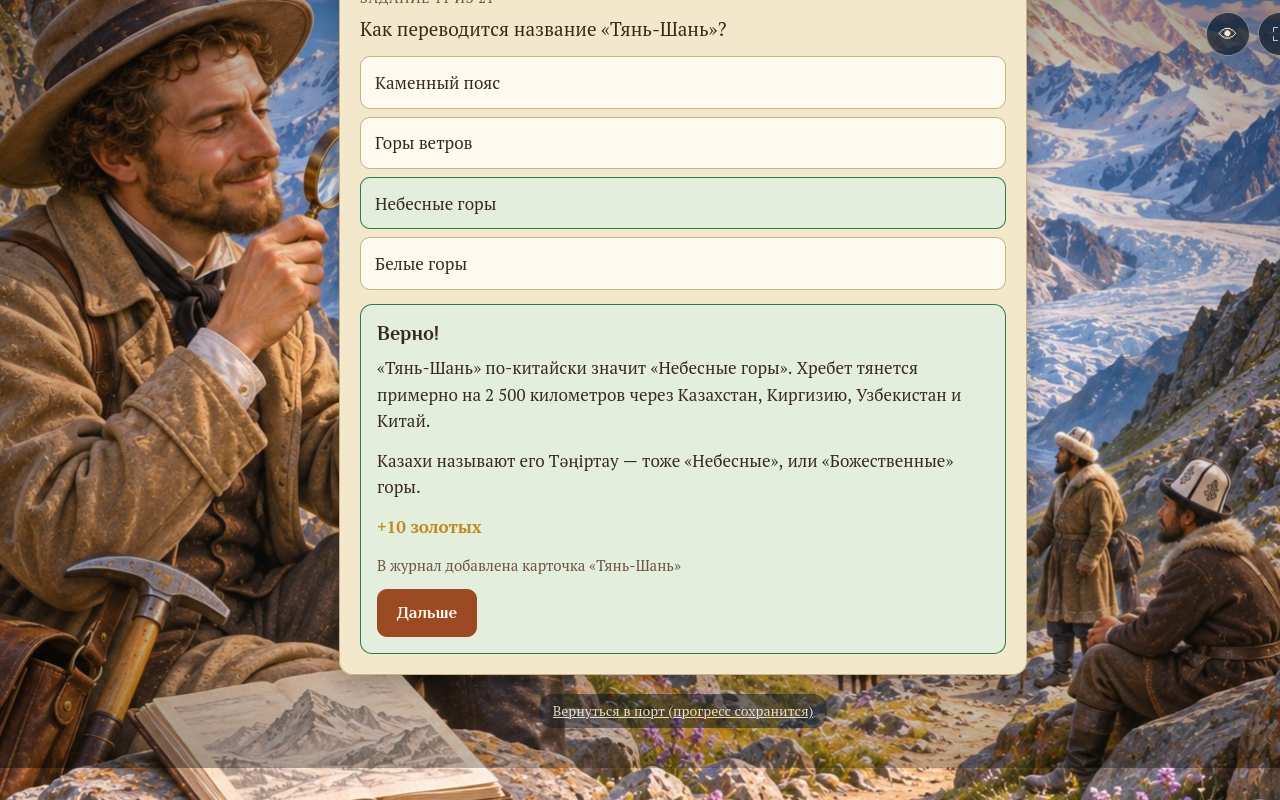 Как переводится название «Тянь-Шань»?
Каменный пояс
Горы ветров
Небесные горы
Белые горы
Верно!
«Тянь-Шань» по-китайски значит «Небесные горы». Хребет тянется
примерно на 2 500 километров через Казахстан, Киргизию, Узбекистан и
Китай.
Казахи называют его Тәңіртау — тоже «Небесные», или «Божественные»
горы.
+10 золотых
В журнал добавлена карточка «Тянь-Шань»
Дальше
Вернуться в порт (прогресс сохранится)